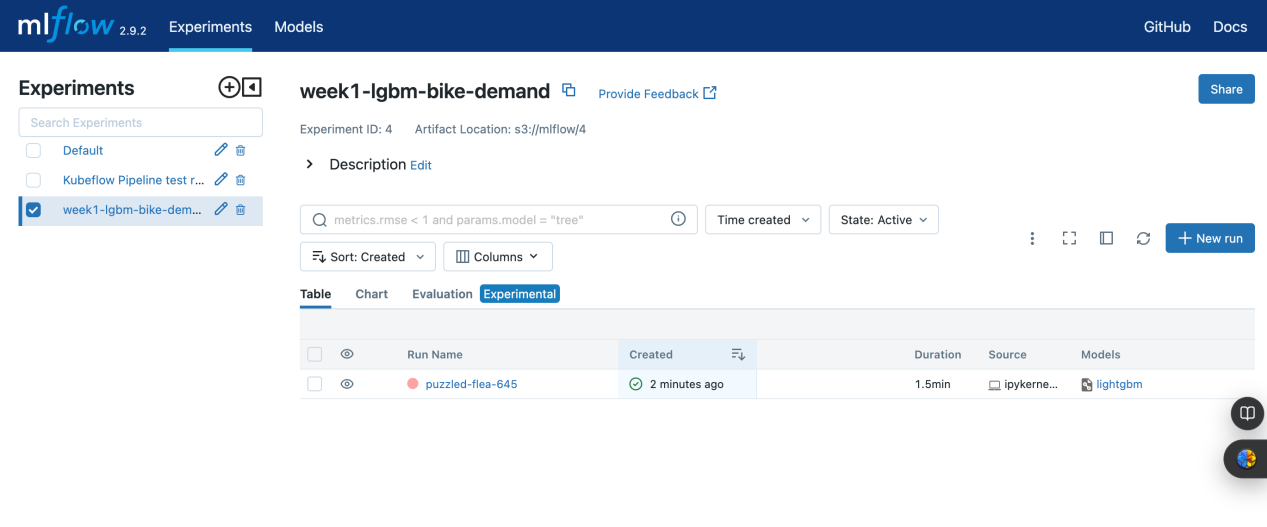 mlflow 2.9.2 Experiments Models GitHub Docs
Experiments
Search Experiments
Default
Kubeflow Pipeline test r...
week1-lgbm-bike-dem...
week1-lgbm-bike-demand Provide Feedback Share
Experiment ID: 4 Artifact Location: s3://mlflow/4
Description Edit
metrics.rmse < 1 and params.model = "tree" Time created State: Active
+ New run
Sort: Created Columns
Table Chart Evaluation Experimental
Run Name Created Duration Source Models
puzzled-flea-645 2 minutes ago 1.5min ipykerne... lightgbm